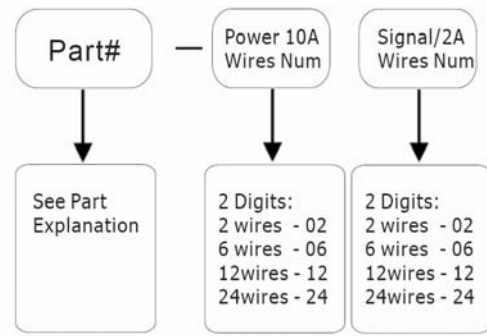 Part#
—
Power 10A
Wires Num
Signal/2A
Wires Num
See Part
Explanation
2 Digits:
2 wires - 02
6 wires - 06
12wires - 12
24wires - 24
2 Digits:
2 wires - 02
6 wires - 06
12wires - 12
24wires - 24